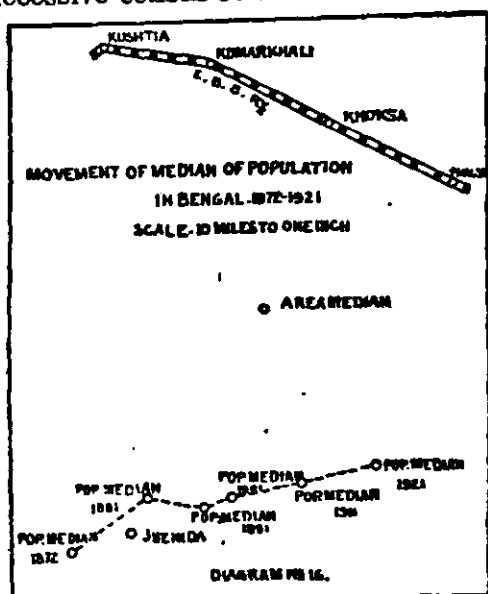 KUSHTIA
KOMARKHALI
E. B. S. RY
KHOKSA
MOVEMENT OF MEDIAN OF POPULATION
IN BENGAL. 1872-1921
SCALE. 10 MILES TO ONE INCH
AREA MEDIAN
POP. MEDIAN
1921
POP. MEDIAN
POP. MEDIAN
1881
POP. MEDIAN
1911
POP. MEDIAN
1891
JHENIDA
POP. MEDIAN
1872
DIAGRAM No 16.